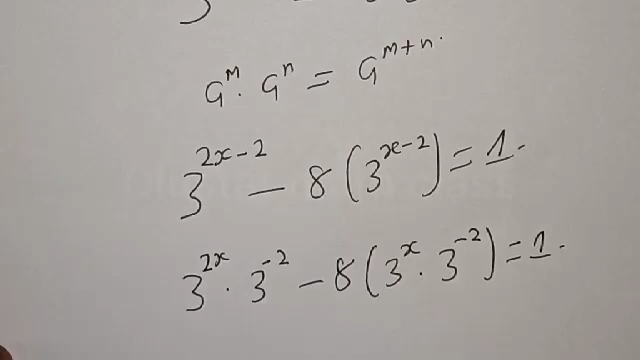 a^m . a^n = a^{m+n} .
3^{2x-2} - 8 (3^{x-2}) = 1 .
3^{2x} . 3^{-2} - 8 (3^x . 3^{-2}) = 1 .